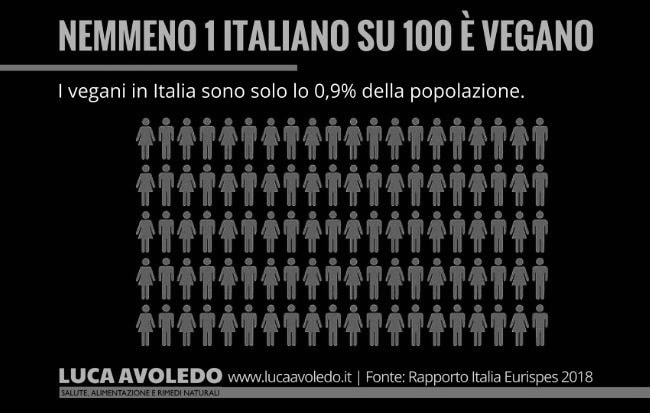 NEMMENO 1 ITALIANO SU 100 È VEGANO
I vegani in Italia sono solo lo 0,9% della popolazione.
LUCA AVOLEDO www.lucaavoledo.it | Fonte: Rapporto Italia Eurispes 2018
SALUTE, ALIMENTAZIONE E RIMEDI NATURALI